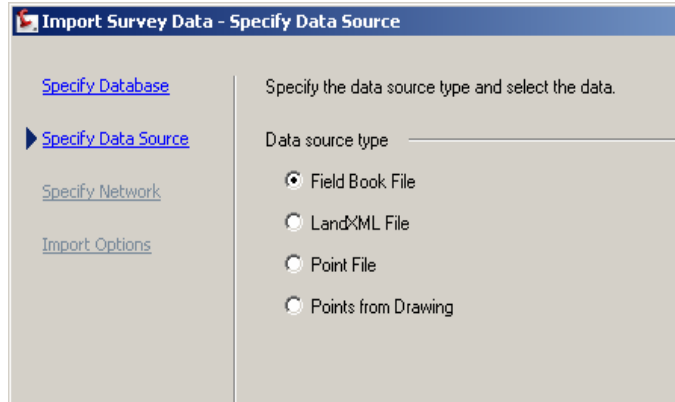 Import Survey Data - Specify Data Source
Specify Database
Specify Data Source
Specify Network
Import Options
Specify the data source type and select the data.
Data source type
Field Book File
LandXML File
Point File
Points from Drawing